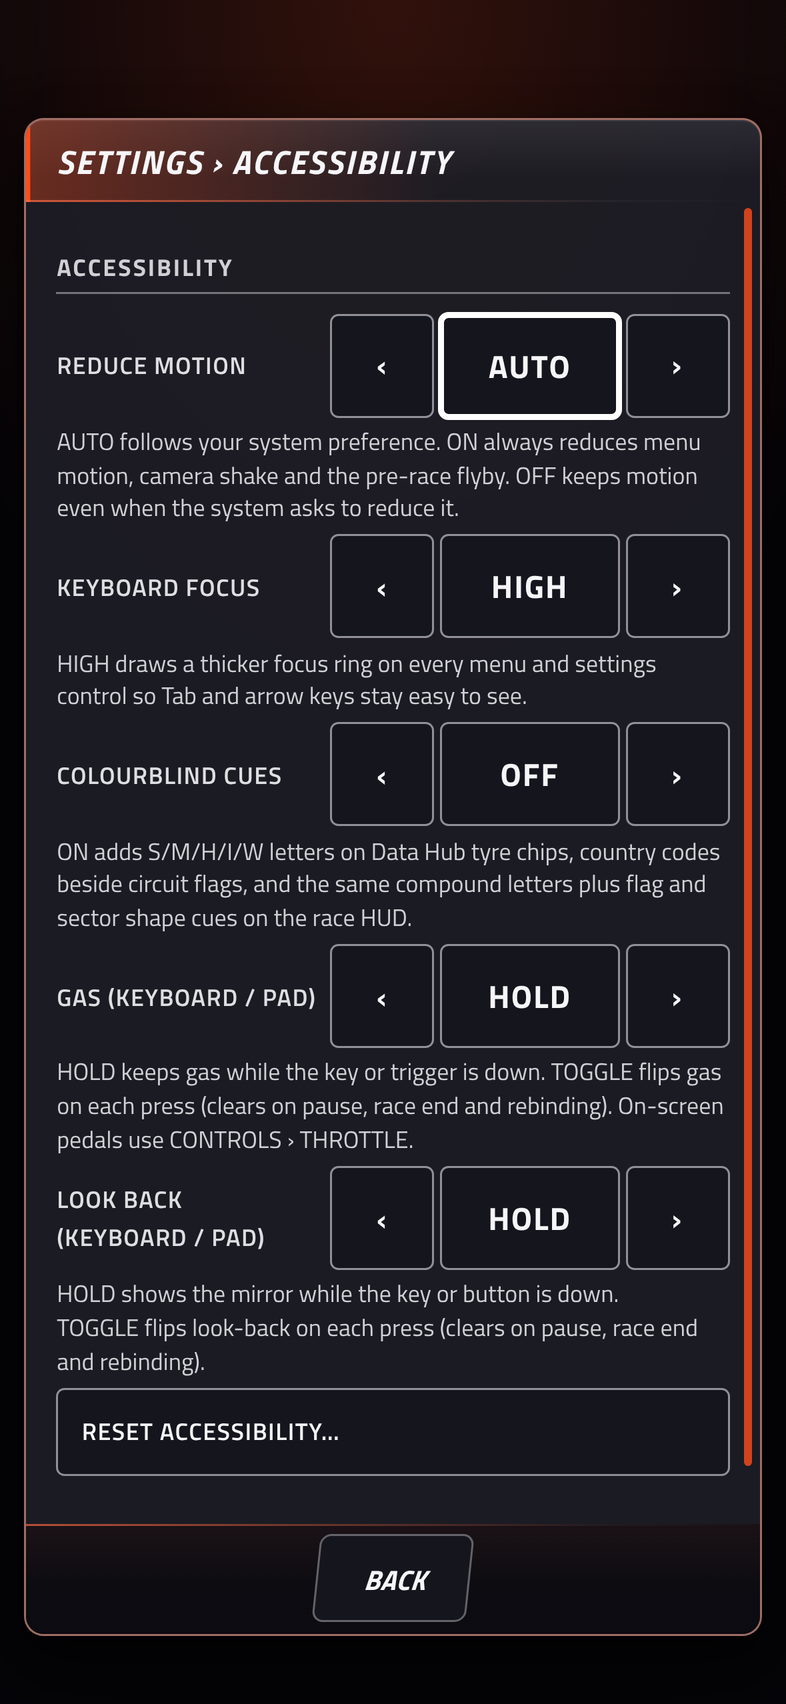 SETTINGS › ACCESSIBILITY
ACCESSIBILITY
REDUCE MOTION ‹ AUTO ›
AUTO follows your system preference. ON always reduces menu
motion, camera shake and the pre-race flyby. OFF keeps motion
even when the system asks to reduce it.
KEYBOARD FOCUS ‹ HIGH ›
HIGH draws a thicker focus ring on every menu and settings
control so Tab and arrow keys stay easy to see.
COLOURBLIND CUES ‹ OFF ›
ON adds S/M/H/I/W letters on Data Hub tyre chips, country codes
beside circuit flags, and the same compound letters plus flag and
sector shape cues on the race HUD.
GAS (KEYBOARD / PAD) ‹ HOLD ›
HOLD keeps gas while the key or trigger is down. TOGGLE flips gas
on each press (clears on pause, race end and rebinding). On-screen
pedals use CONTROLS › THROTTLE.
LOOK BACK
(KEYBOARD / PAD) ‹ HOLD ›
HOLD shows the mirror while the key or button is down.
TOGGLE flips look-back on each press (clears on pause, race end
and rebinding).
RESET ACCESSIBILITY...
BACK